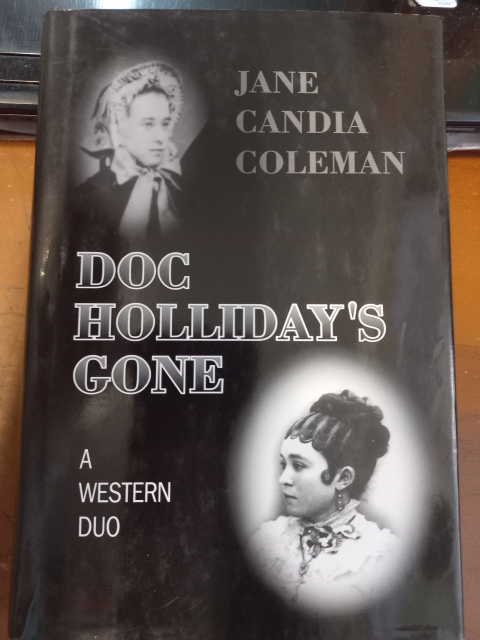 JANE
CANDIA
COLEMAN
DOC
HOLLIDAY'S
GONE
A
WESTERN
DUO